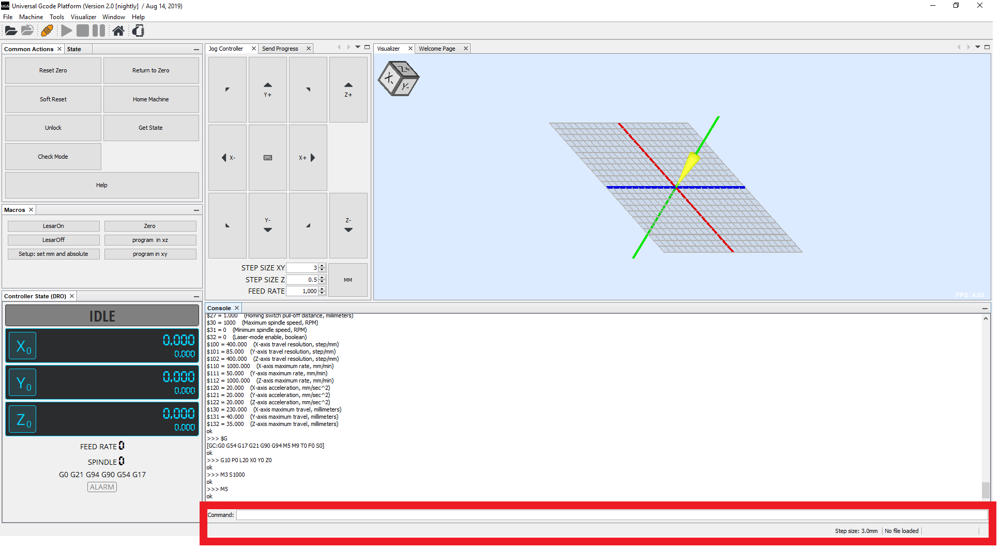 UGS Universal Gcode Platform (Version 2.0 [nightly] / Aug 14, 2019)
File Machine Tools Visualizer Window Help
Common Actions State
Reset Zero Return to Zero
Soft Reset Home Machine
Unlock Get State
Check Mode
Help
Macros
LesarOn Zero
LesarOff program in xz
Setup: set mm and absolute program in xy
Controller State (DRO)
IDLE
X0 0.000
0.000
Y0 0.000
0.000
Z0 0.000
0.000
FEED RATE 0
SPINDLE 0
G0 G21 G94 G90 G54 G17
ALARM
Jog Controller Send Progress
Y+ Z+
X- X+
Y- Z-
STEP SIZE XY 3
STEP SIZE Z 0.5
FEED RATE 1,000
MM
Visualizer Welcome Page
Z+
X- Y-
FPS: 4.03
Console
$27 = 1.000 (Homing switch pull-off distance, millimeters)
$30 = 1000 (Maximum spindle speed, RPM)
$31 = 0 (Minimum spindle speed, RPM)
$32 = 0 (Laser-mode enable, boolean)
$100 = 400.000 (X-axis travel resolution, step/mm)
$101 = 85.000 (Y-axis travel resolution, step/mm)
$102 = 400.000 (Z-axis travel resolution, step/mm)
$110 = 1000.000 (X-axis maximum rate, mm/min)
$111 = 50.000 (Y-axis maximum rate, mm/min)
$112 = 1000.000 (Z-axis maximum rate, mm/min)
$120 = 20.000 (X-axis acceleration, mm/sec^2)
$121 = 20.000 (Y-axis acceleration, mm/sec^2)
$122 = 20.000 (Z-axis acceleration, mm/sec^2)
$130 = 230.000 (X-axis maximum travel, millimeters)
$131 = 40.000 (Y-axis maximum travel, millimeters)
$132 = 35.000 (Z-axis maximum travel, millimeters)
ok
>>> $G
[GC:G0 G54 G17 G21 G90 G94 M5 M9 T0 F0 S0]
ok
>>> G10 P0 L20 X0 Y0 Z0
ok
>>> M3 S1000
ok
>>> M5
ok
Command:
Step size: 3.0mm No file loaded